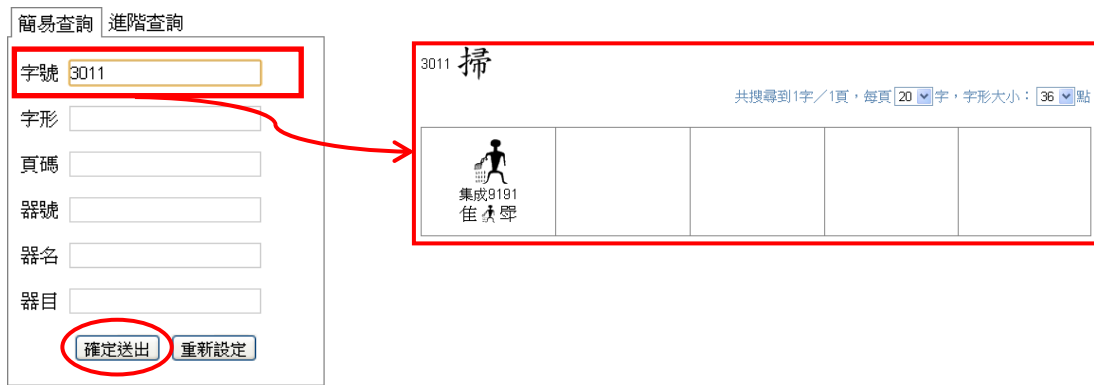 簡易查詢 進階查詢
字號 3011
字形
頁碼
器號
器名
器目
確定送出 重新設定
3011 掃
共搜尋到1字／1頁，每頁 20 字，字形大小： 36 點
集成9191
隹 斝